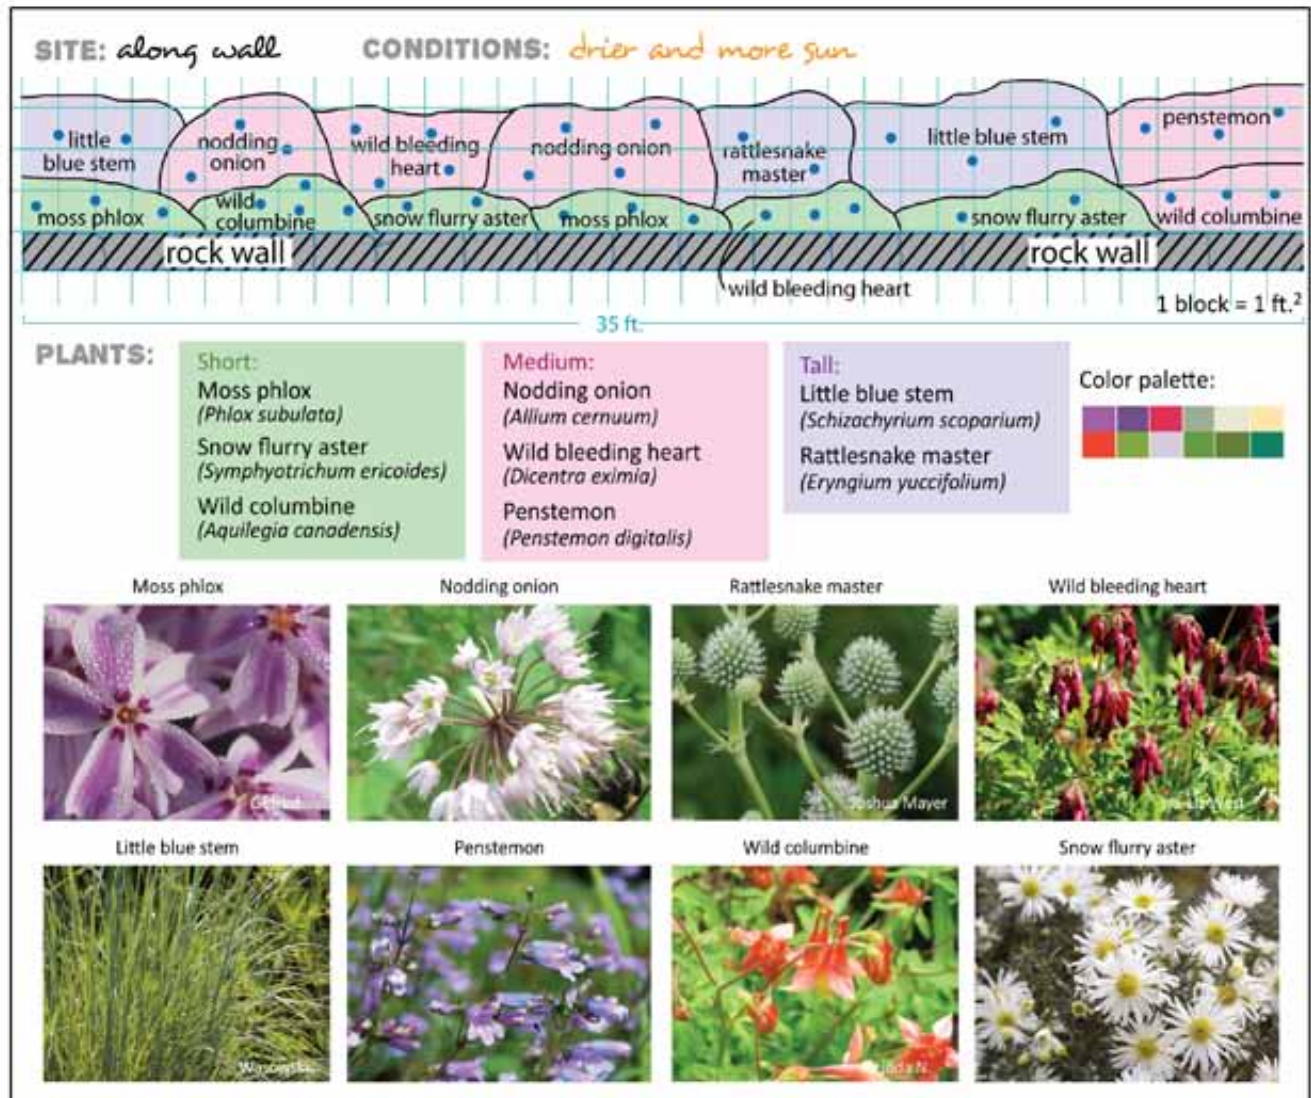 SITE: along wall CONDITIONS: drier and more sun
little
blue stem
nodding
onion
wild bleeding
heart
nodding onion
rattlesnake
master
little blue stem
penstemon
moss phlox
wild
columbine
snow flurry aster
moss phlox
snow flurry aster
wild columbine
rock wall
rock wall
wild bleeding heart
1 block = 1 ft.²
35 ft.
PLANTS:
Short:
Moss phlox
(Phlox subulata)
Snow flurry aster
(Symphyotrichum ericoides)
Wild columbine
(Aquilegia canadensis)
Medium:
Nodding onion
(Allium cernuum)
Wild bleeding heart
(Dicentra eximia)
Penstemon
(Penstemon digitalis)
Tall:
Little blue stem
(Schizachyrium scoparium)
Rattlesnake master
(Eryngium yuccifolium)
Color palette:
Moss phlox
Nodding onion
Rattlesnake master
Wild bleeding heart
Joshua Mayer
West
Little blue stem
Penstemon
Wild columbine
Snow flurry aster